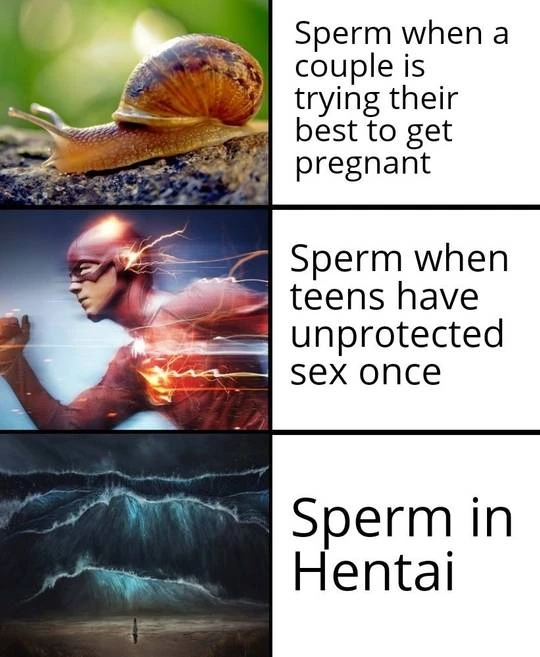 Sperm when a
couple is
trying their
best to get
pregnant
Sperm when
teens have
unprotected
sex once
Sperm in
Hentai